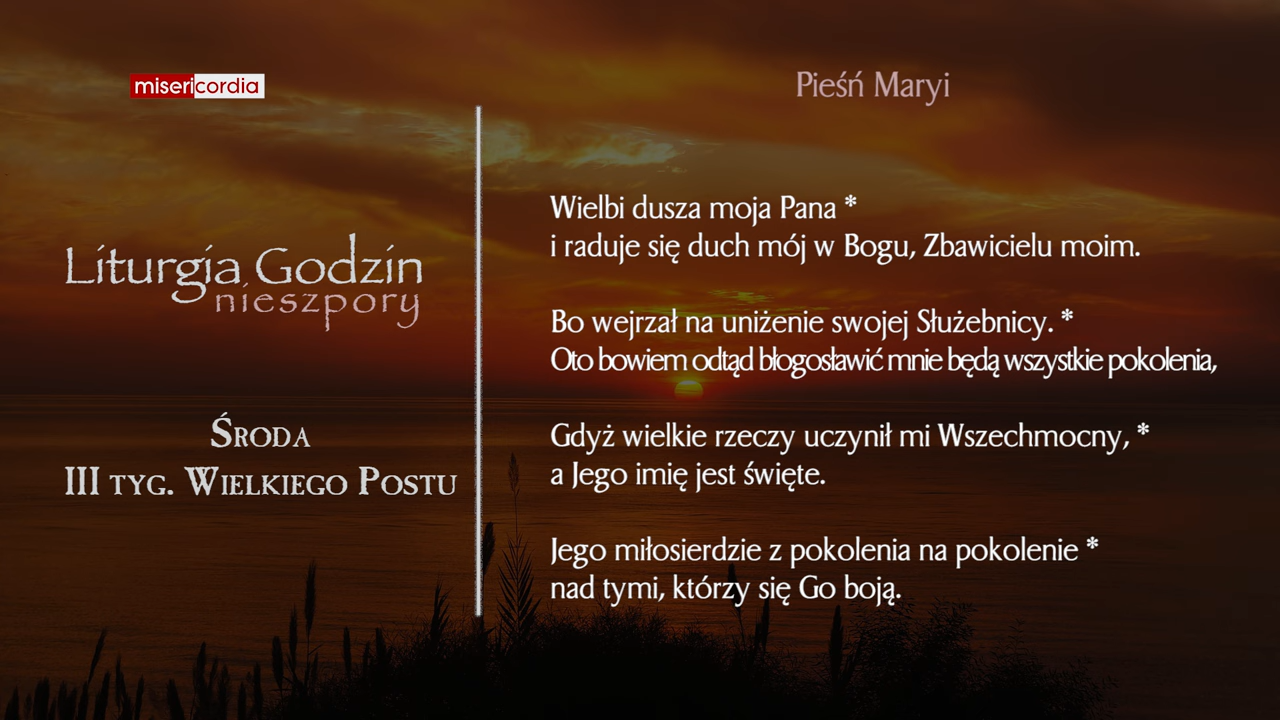 misericordia
Liturgia Godzin
nieszpory
Środa
III tyg. Wielkiego Postu
Pieśń Maryi
Wielbi dusza moja Pana *
i raduje się duch mój w Bogu, Zbawicielu moim.
Bo wejrzał na uniżenie swojej Służebnicy. *
Oto bowiem odtąd błogosławić mnie będą wszystkie pokolenia,
Gdyż wielkie rzeczy uczynił mi Wszechmocny, *
a Jego imię jest święte.
Jego miłosierdzie z pokolenia na pokolenie *
nad tymi, którzy się Go boją.